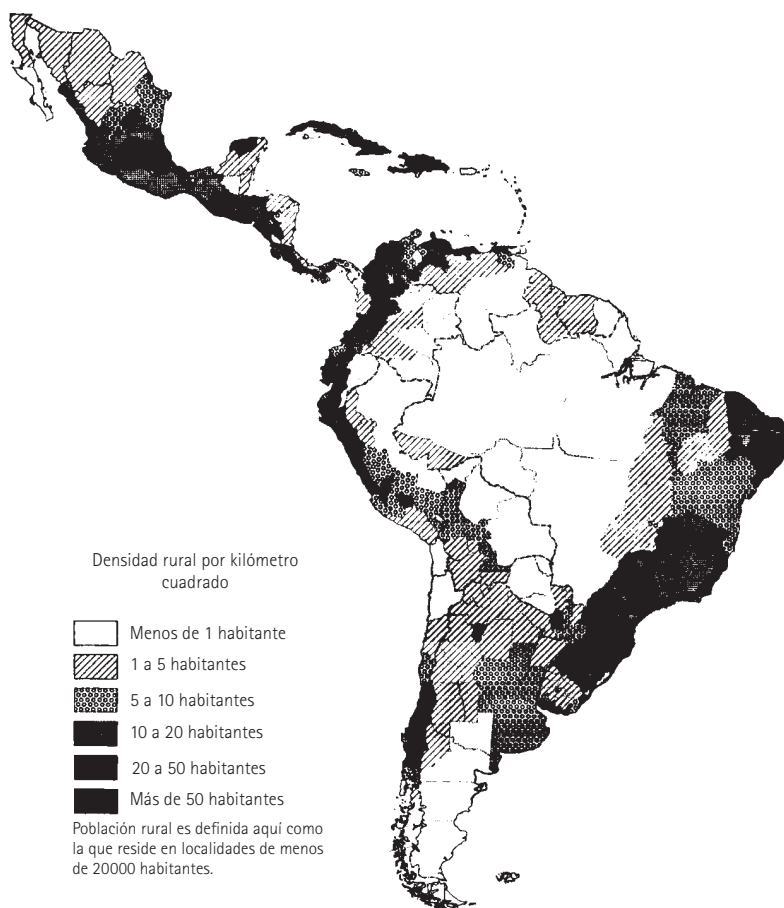 Densidad rural por kilómetro
cuadrado
Menos de 1 habitante
1 a 5 habitantes
5 a 10 habitantes
10 a 20 habitantes
20 a 50 habitantes
Más de 50 habitantes
Población rural es definida aquí como
la que reside en localidades de menos
de 20000 habitantes.